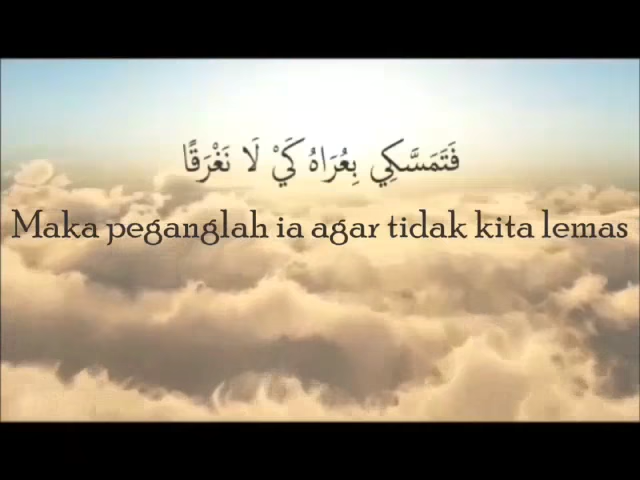 فَتَمَسَّكِي بِعُرَاهُ كَيْ لَا نَغْرَقًا
Maka peganglah ia agar tidak kita lemas